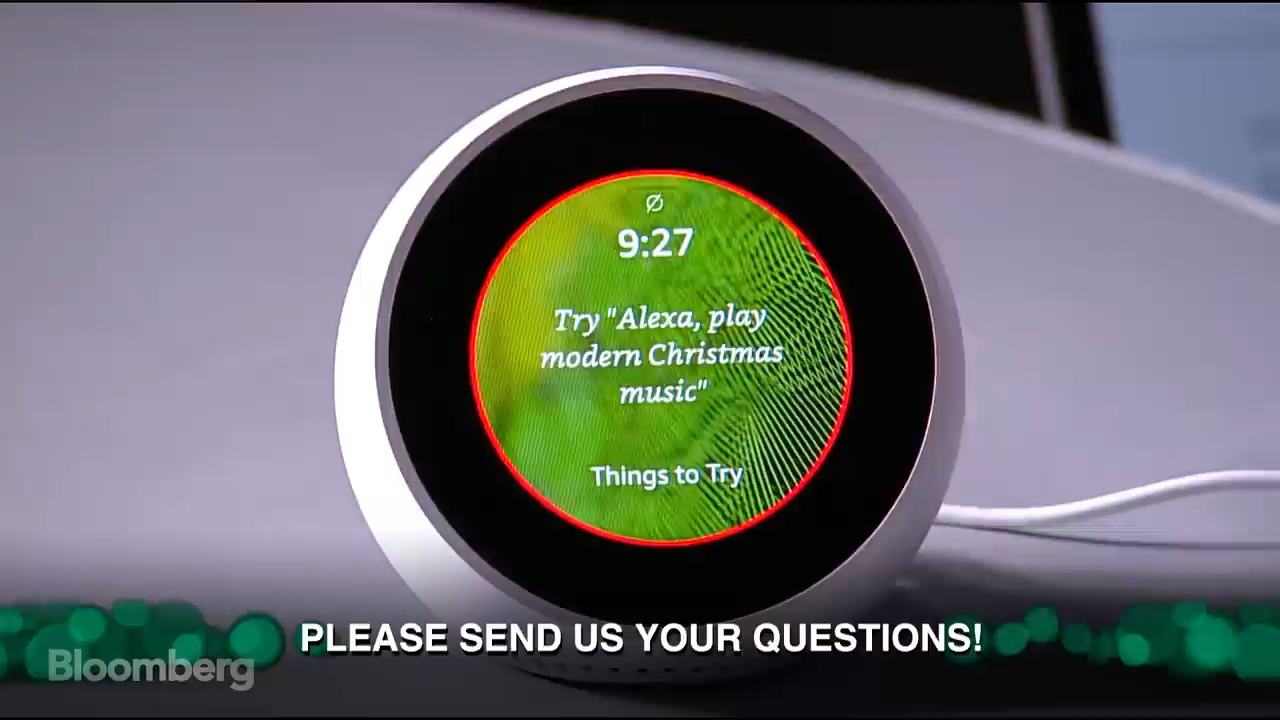 9:27
Try "Alexa, play
modern Christmas
music"
Things to Try
PLEASE SEND US YOUR QUESTIONS!
Bloomberg